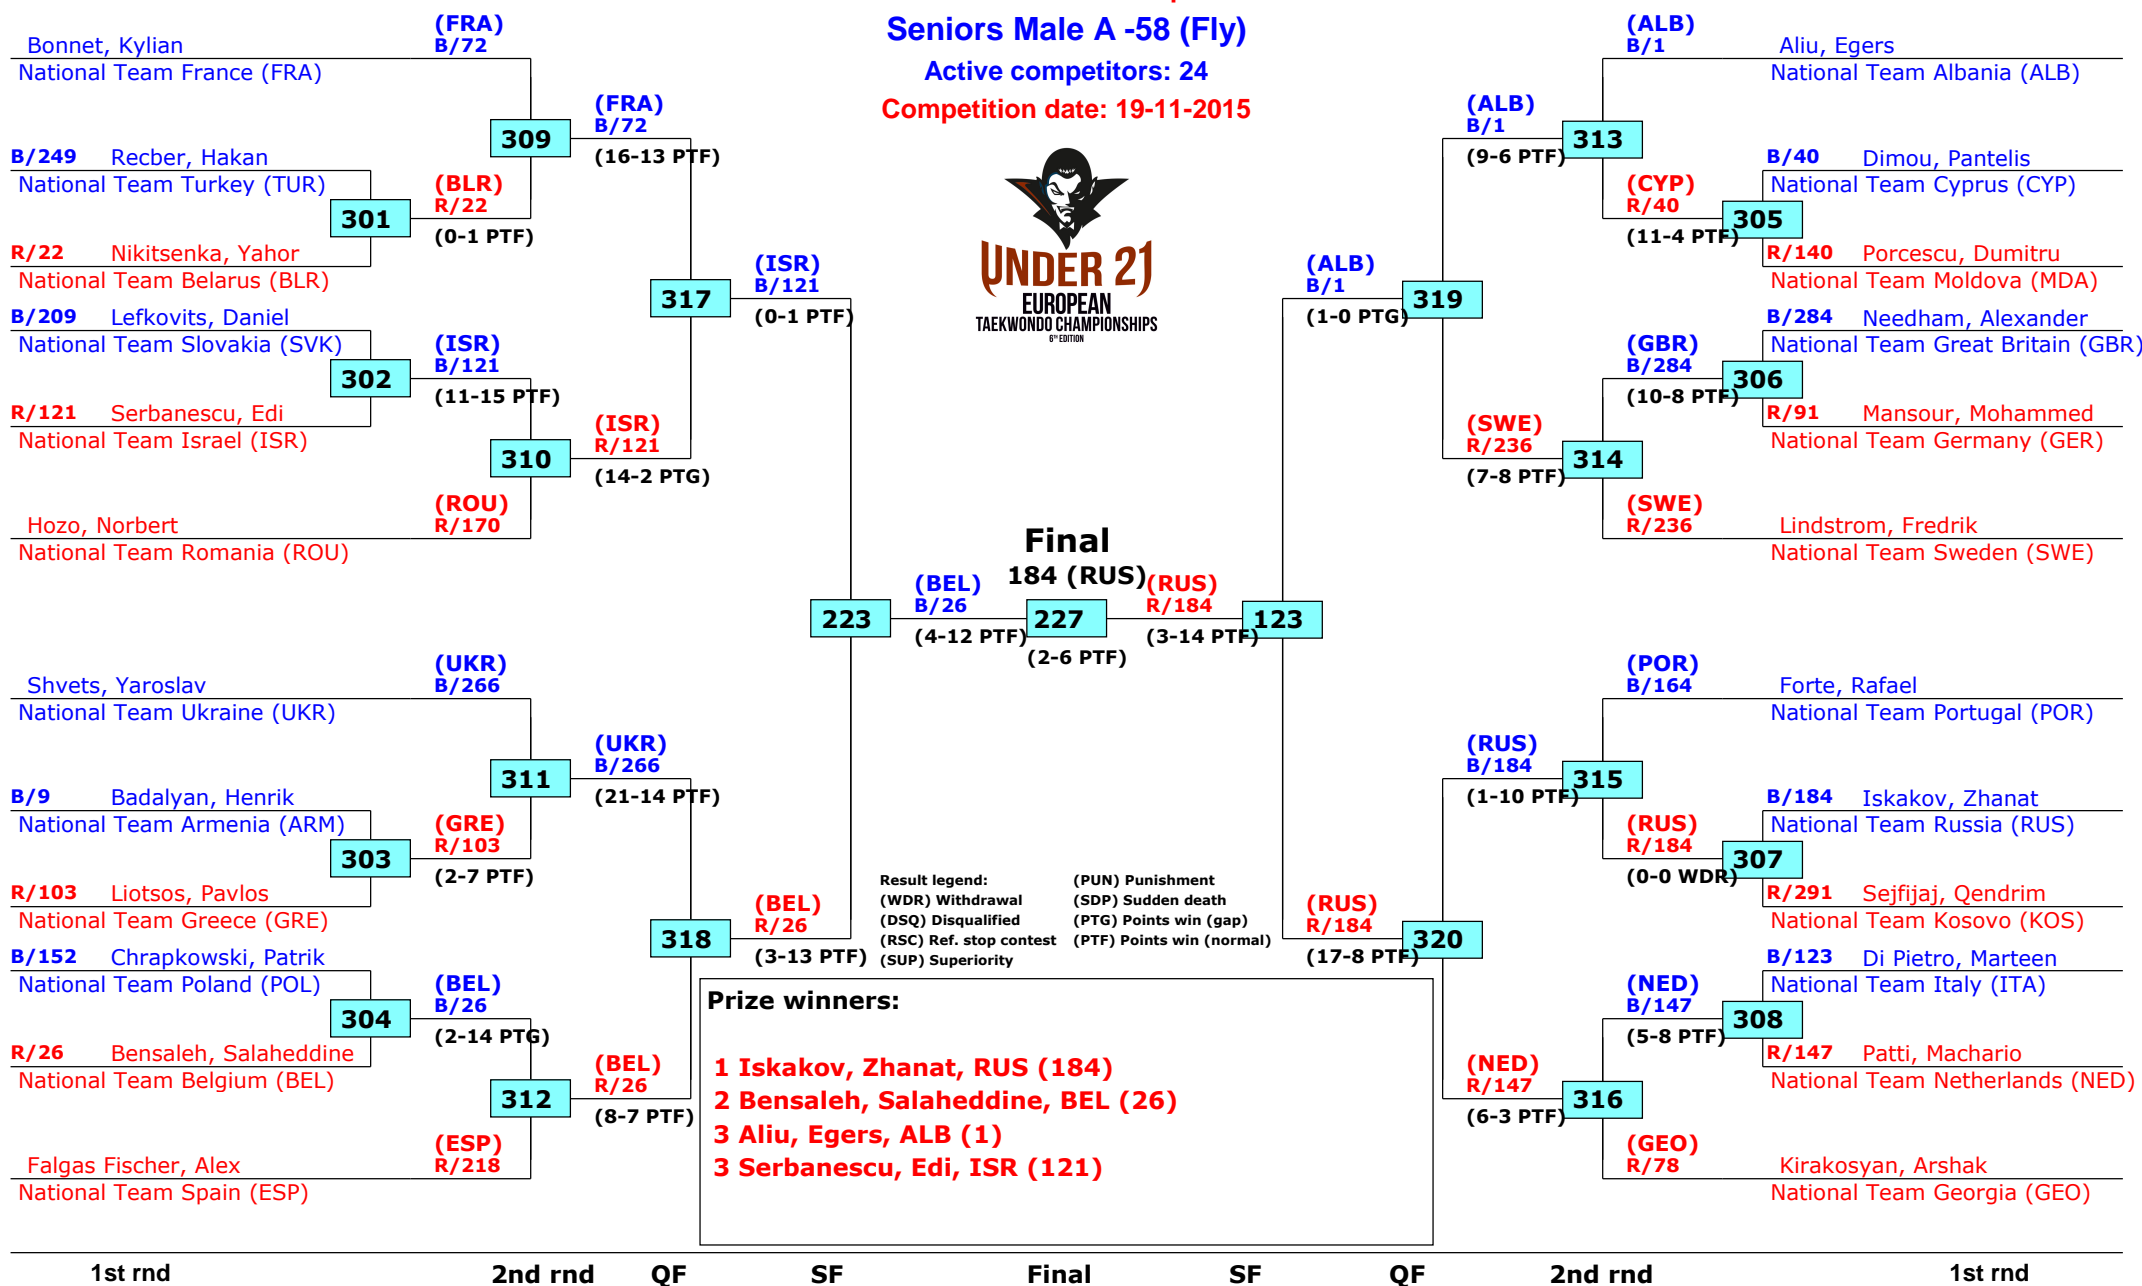 Seniors Male A -58 (Fly)
Active competitors: 24
Competition date: 19-11-2015
UNDER 21
EUROPEAN
TAEKWONDO CHAMPIONSHIPS
6TH EDITION
(FRA)
B/72
Bonnet, Kylian
National Team France (FRA)
309
(FRA)
B/72
(16-13 PTF)
B/249 Recber, Hakan
National Team Turkey (TUR)
301
(BLR)
R/22
(0-1 PTF)
R/22 Nikitsenka, Yahor
National Team Belarus (BLR)
317
(ISR)
B/121
(0-1 PTF)
B/209 Lefkovits, Daniel
National Team Slovakia (SVK)
302
(ISR)
B/121
(11-15 PTF)
R/121 Serbanescu, Edi
National Team Israel (ISR)
310
(ISR)
R/121
(14-2 PTG)
(ROU)
R/170
Hozo, Norbert
National Team Romania (ROU)
223
(BEL)
B/26
(4-12 PTF)
(UKR)
B/266
Shvets, Yaroslav
National Team Ukraine (UKR)
311
(UKR)
B/266
(21-14 PTF)
B/9 Badalyan, Henrik
National Team Armenia (ARM)
303
(GRE)
R/103
(2-7 PTF)
R/103 Liotsos, Pavlos
National Team Greece (GRE)
318
(BEL)
R/26
(3-13 PTF)
B/152 Chrapkowski, Patrik
National Team Poland (POL)
304
(BEL)
B/26
(2-14 PTG)
R/26 Bensaleh, Salaheddine
National Team Belgium (BEL)
312
(BEL)
R/26
(8-7 PTF)
(ESP)
R/218
Falgas Fischer, Alex
National Team Spain (ESP)
Final
184 (RUS)
227
(2-6 PTF)
(RUS)
R/184
(3-14 PTF)
123
(ALB)
B/1
Aliu, Egers
National Team Albania (ALB)
(ALB)
B/1
(9-6 PTF)
313
B/40 Dimou, Pantelis
National Team Cyprus (CYP)
(CYP)
R/40
(11-4 PTF)
305
R/140 Porcescu, Dumitru
National Team Moldova (MDA)
(ALB)
B/1
(1-0 PTG)
319
B/284 Needham, Alexander
National Team Great Britain (GBR)
(GBR)
B/284
(10-8 PTF)
306
R/91 Mansour, Mohammed
National Team Germany (GER)
(SWE)
R/236
(7-8 PTF)
314
(SWE)
R/236
Lindstrom, Fredrik
National Team Sweden (SWE)
(POR)
B/164
Forte, Rafael
National Team Portugal (POR)
(RUS)
B/184
(1-10 PTF)
315
B/184 Iskakov, Zhanat
National Team Russia (RUS)
(RUS)
R/184
(0-0 WDR)
307
R/291 Sejfijaj, Qendrim
National Team Kosovo (KOS)
(RUS)
R/184
(17-8 PTF)
320
B/123 Di Pietro, Marteen
National Team Italy (ITA)
(NED)
B/147
(5-8 PTF)
308
R/147 Patti, Machario
National Team Netherlands (NED)
(NED)
R/147
(6-3 PTF)
316
(GEO)
R/78
Kirakosyan, Arshak
National Team Georgia (GEO)
Result legend:
(WDR) Withdrawal
(DSQ) Disqualified
(RSC) Ref. stop contest
(SUP) Superiority
(PUN) Punishment
(SDP) Sudden death
(PTG) Points win (gap)
(PTF) Points win (normal)
Prize winners:
1 Iskakov, Zhanat, RUS (184)
2 Bensaleh, Salaheddine, BEL (26)
3 Aliu, Egers, ALB (1)
3 Serbanescu, Edi, ISR (121)
1st rnd 2nd rnd QF SF Final SF QF 2nd rnd 1st rnd